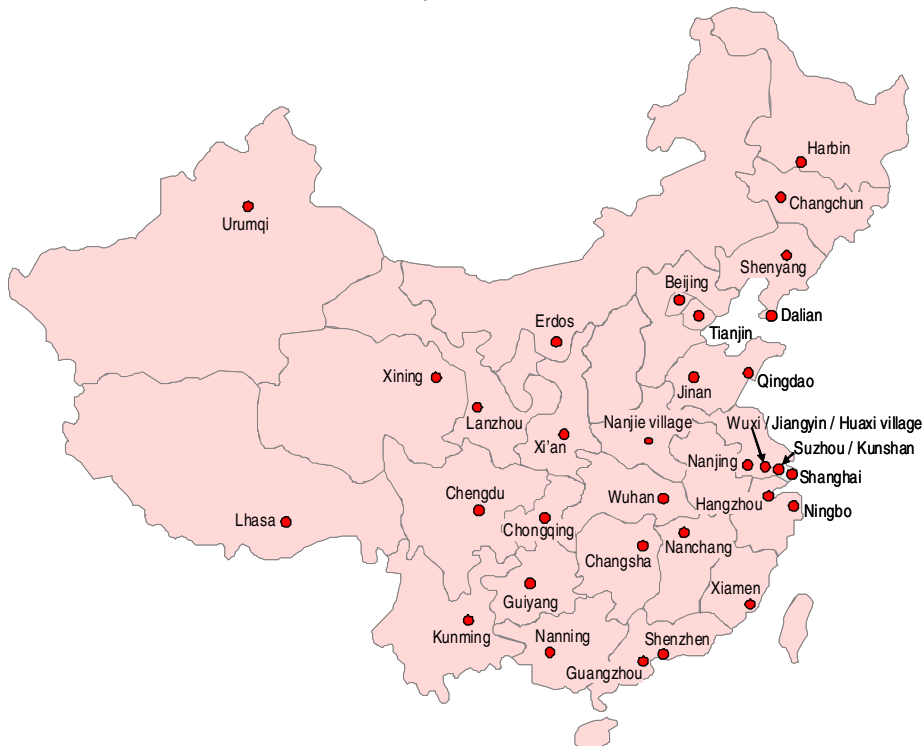 Harbin
Changchun
Urumqi
Shenyang
Beijing
Dalian
Erdos
Tianjin
Xining
Qingdao
Jinan
Lanzhou
Nanjie village
Wuxi / Jiangyin / Huaxi village
Xi'an
Suzhou / Kunshan
Nanjing
Shanghai
Chengdu
Wuhan
Hangzhou
Ningbo
Lhasa
Chongqing
Nanchang
Changsha
Xiamen
Guiyang
Kunming
Nanning
Shenzhen
Guangzhou